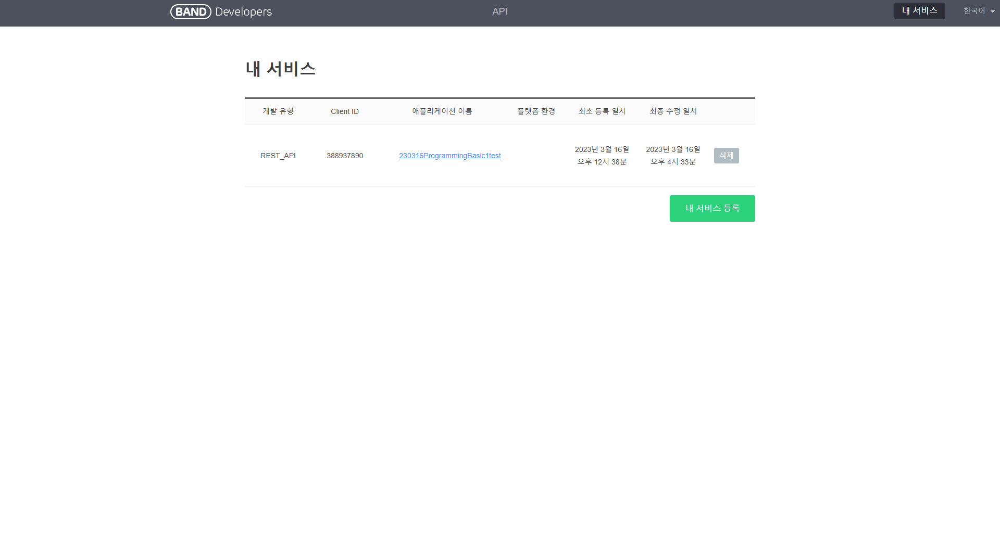 BAND Developers
API
내 서비스
한국어
내 서비스
개발 유형 Client ID 애플리케이션 이름 플랫폼 환경 최초 등록 일시 최종 수정 일시
REST_API 388937890 230316ProgrammingBasic1test 2023년 3월 16일 오후 12시 38분 2023년 3월 16일 오후 4시 33분 삭제
내 서비스 등록